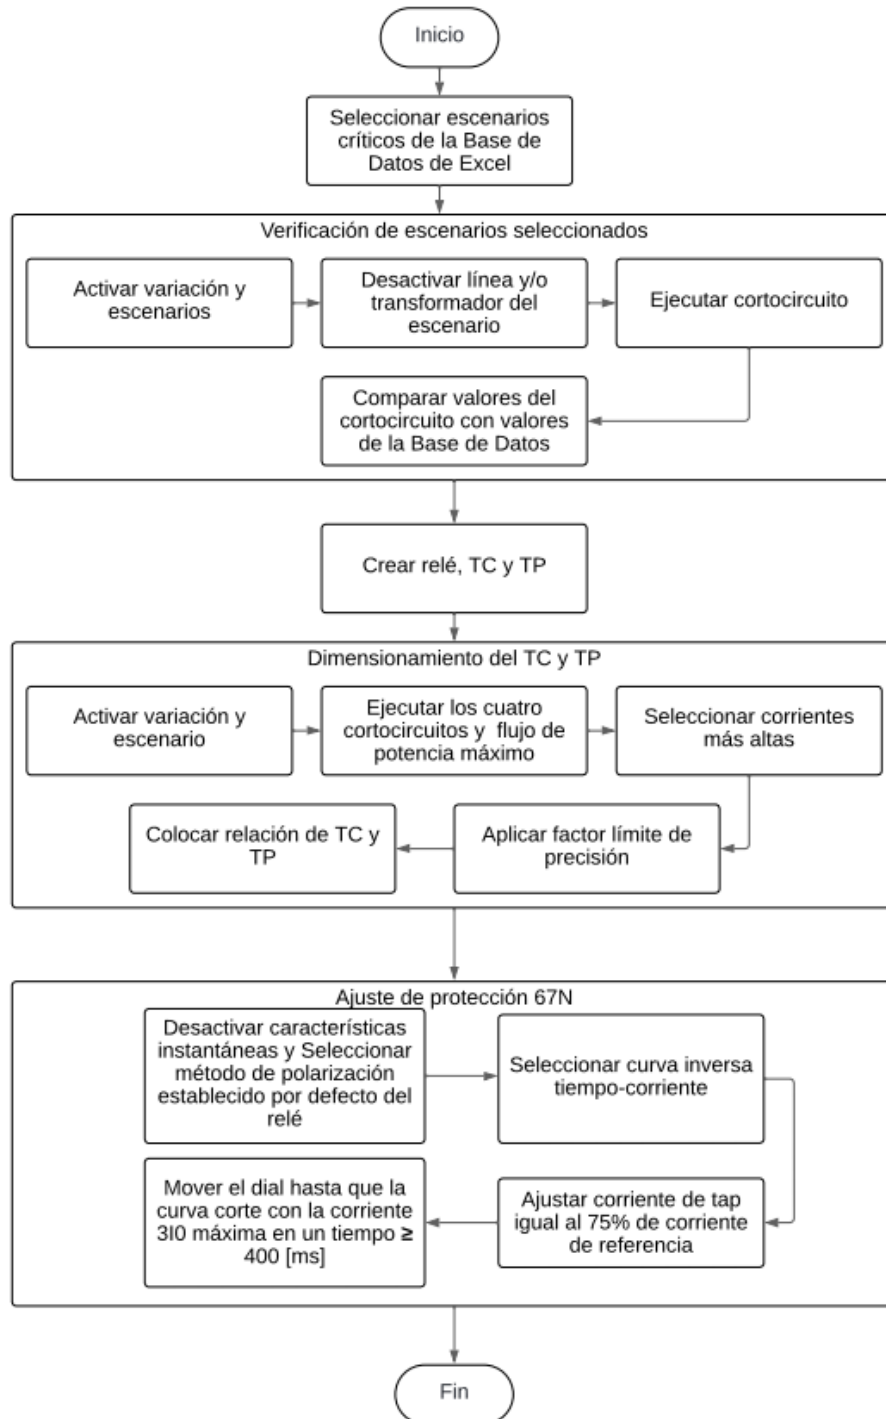 Inicio
Seleccionar escenarios
críticos de la Base de
Datos de Excel
Verificación de escenarios seleccionados
Activar variación y
escenarios
Desactivar línea y/o
transformador del
escenario
Ejecutar cortocircuito
Comparar valores del
cortocircuito con valores
de la Base de Datos
Crear relé, TC y TP
Dimensionamiento del TC y TP
Activar variación y
escenario
Ejecutar los cuatro
cortocircuitos y flujo de
potencia máximo
Seleccionar corrientes
más altas
Aplicar factor límite de
precisión
Colocar relación de TC y
TP
Ajuste de protección 67N
Desactivar características
instantáneas y Seleccionar
método de polarización
establecido por defecto del
relé
Seleccionar curva inversa
tiempo-corriente
Ajustar corriente de tap
igual al 75% de corriente
de referencia
Mover el dial hasta que la
curva corte con la corriente
3I0 máxima en un tiempo ≥
400 [ms]
Fin